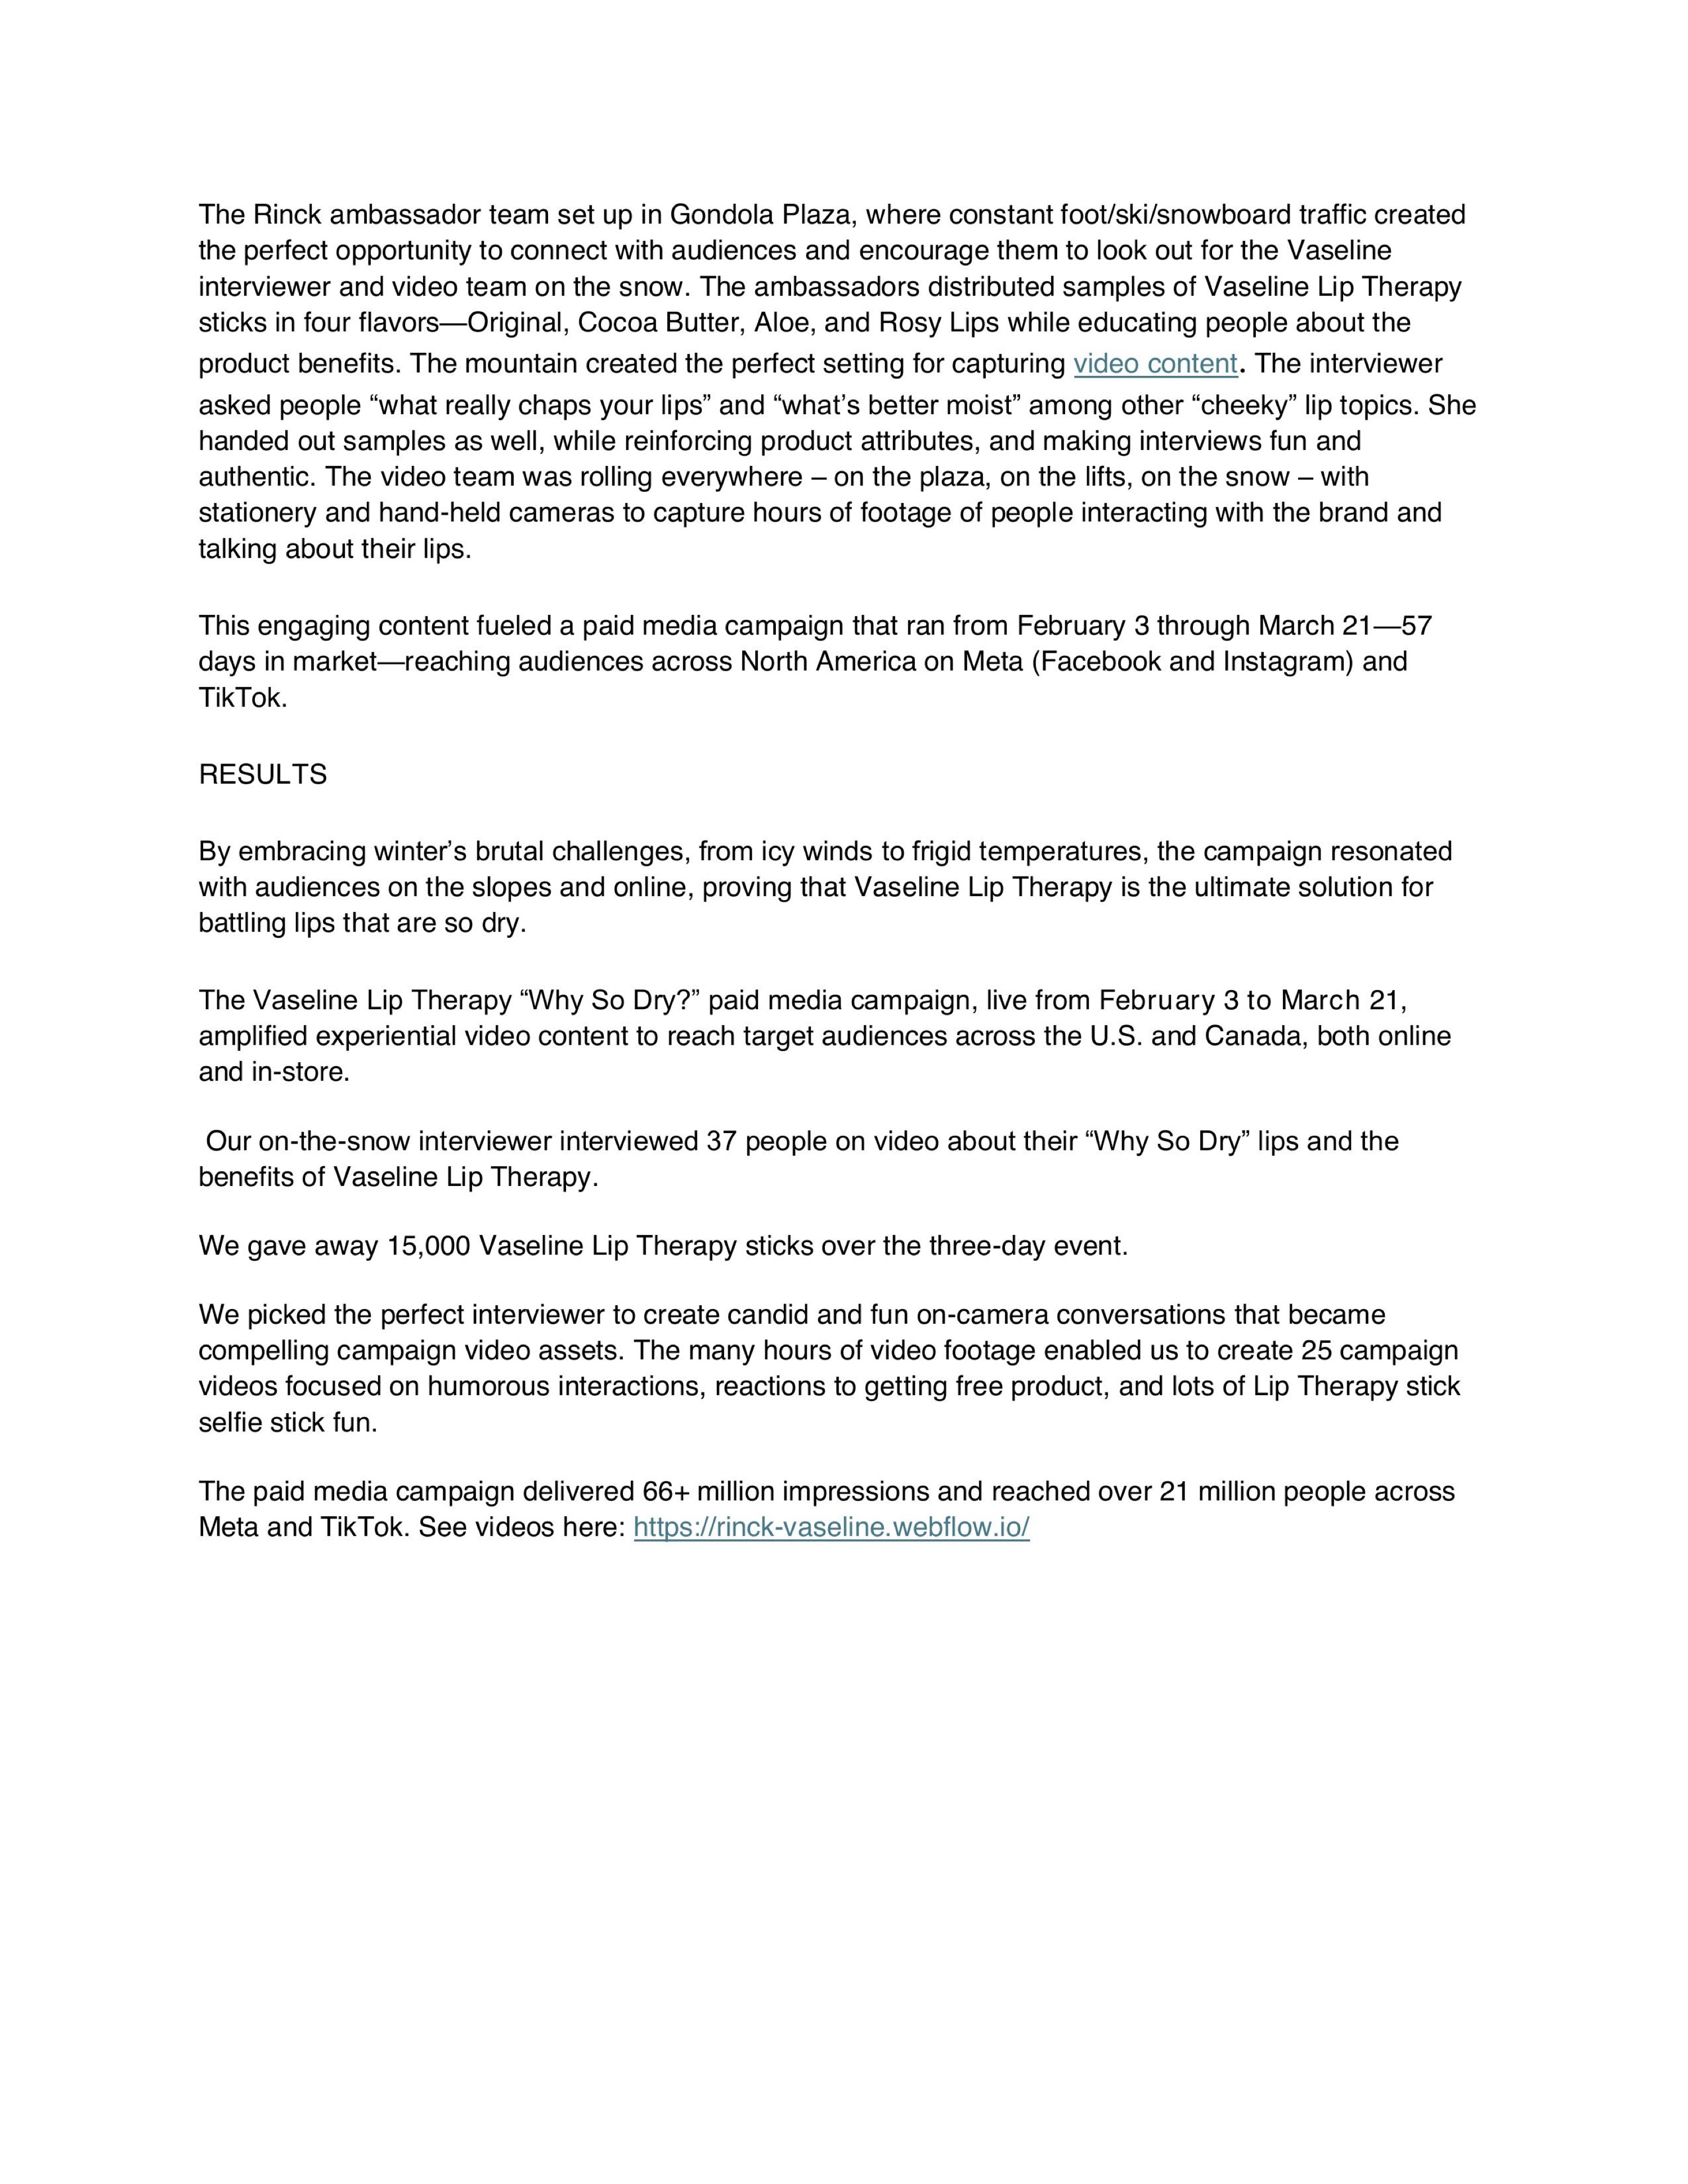 The Rinck ambassador team set up in Gondola Plaza, where constant foot/ski/snowboard traffic created
the perfect opportunity to connect with audiences and encourage them to look out for the Vaseline
interviewer and video team on the snow. The ambassadors distributed samples of Vaseline Lip Therapy
sticks in four flavors—Original, Cocoa Butter, Aloe, and Rosy Lips while educating people about the
product benefits. The mountain created the perfect setting for capturing video content. The interviewer
asked people “what really chaps your lips” and “what’s better moist” among other “cheeky” lip topics. She
handed out samples as well, while reinforcing product attributes, and making interviews fun and
authentic. The video team was rolling everywhere – on the plaza, on the lifts, on the snow – with
stationery and hand-held cameras to capture hours of footage of people interacting with the brand and
talking about their lips.
This engaging content fueled a paid media campaign that ran from February 3 through March 21—57
days in market—reaching audiences across North America on Meta (Facebook and Instagram) and
TikTok.
RESULTS
By embracing winter’s brutal challenges, from icy winds to frigid temperatures, the campaign resonated
with audiences on the slopes and online, proving that Vaseline Lip Therapy is the ultimate solution for
battling lips that are so dry.
The Vaseline Lip Therapy “Why So Dry?” paid media campaign, live from February 3 to March 21,
amplified experiential video content to reach target audiences across the U.S. and Canada, both online
and in-store.
Our on-the-snow interviewer interviewed 37 people on video about their “Why So Dry” lips and the
benefits of Vaseline Lip Therapy.
We gave away 15,000 Vaseline Lip Therapy sticks over the three-day event.
We picked the perfect interviewer to create candid and fun on-camera conversations that became
compelling campaign video assets. The many hours of video footage enabled us to create 25 campaign
videos focused on humorous interactions, reactions to getting free product, and lots of Lip Therapy stick
selfie stick fun.
The paid media campaign delivered 66+ million impressions and reached over 21 million people across
Meta and TikTok. See videos here: https://rinck-vaseline.webflow.io/